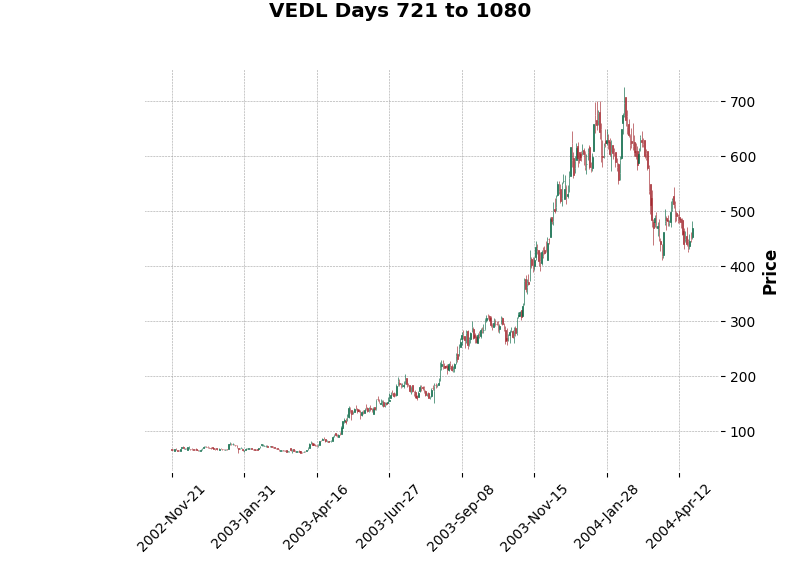 VEDL Days 721 to 1080
700
600
500
400
300
200
100
Price
2002-Nov-21
2003-Jan-31
2003-Apr-16
2003-Jun-27
2003-Sep-08
2003-Nov-15
2004-Jan-28
2004-Apr-12